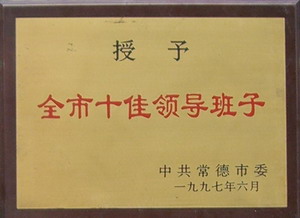 授予
全市十佳领导班子
中共常德市委
一九九七年六月